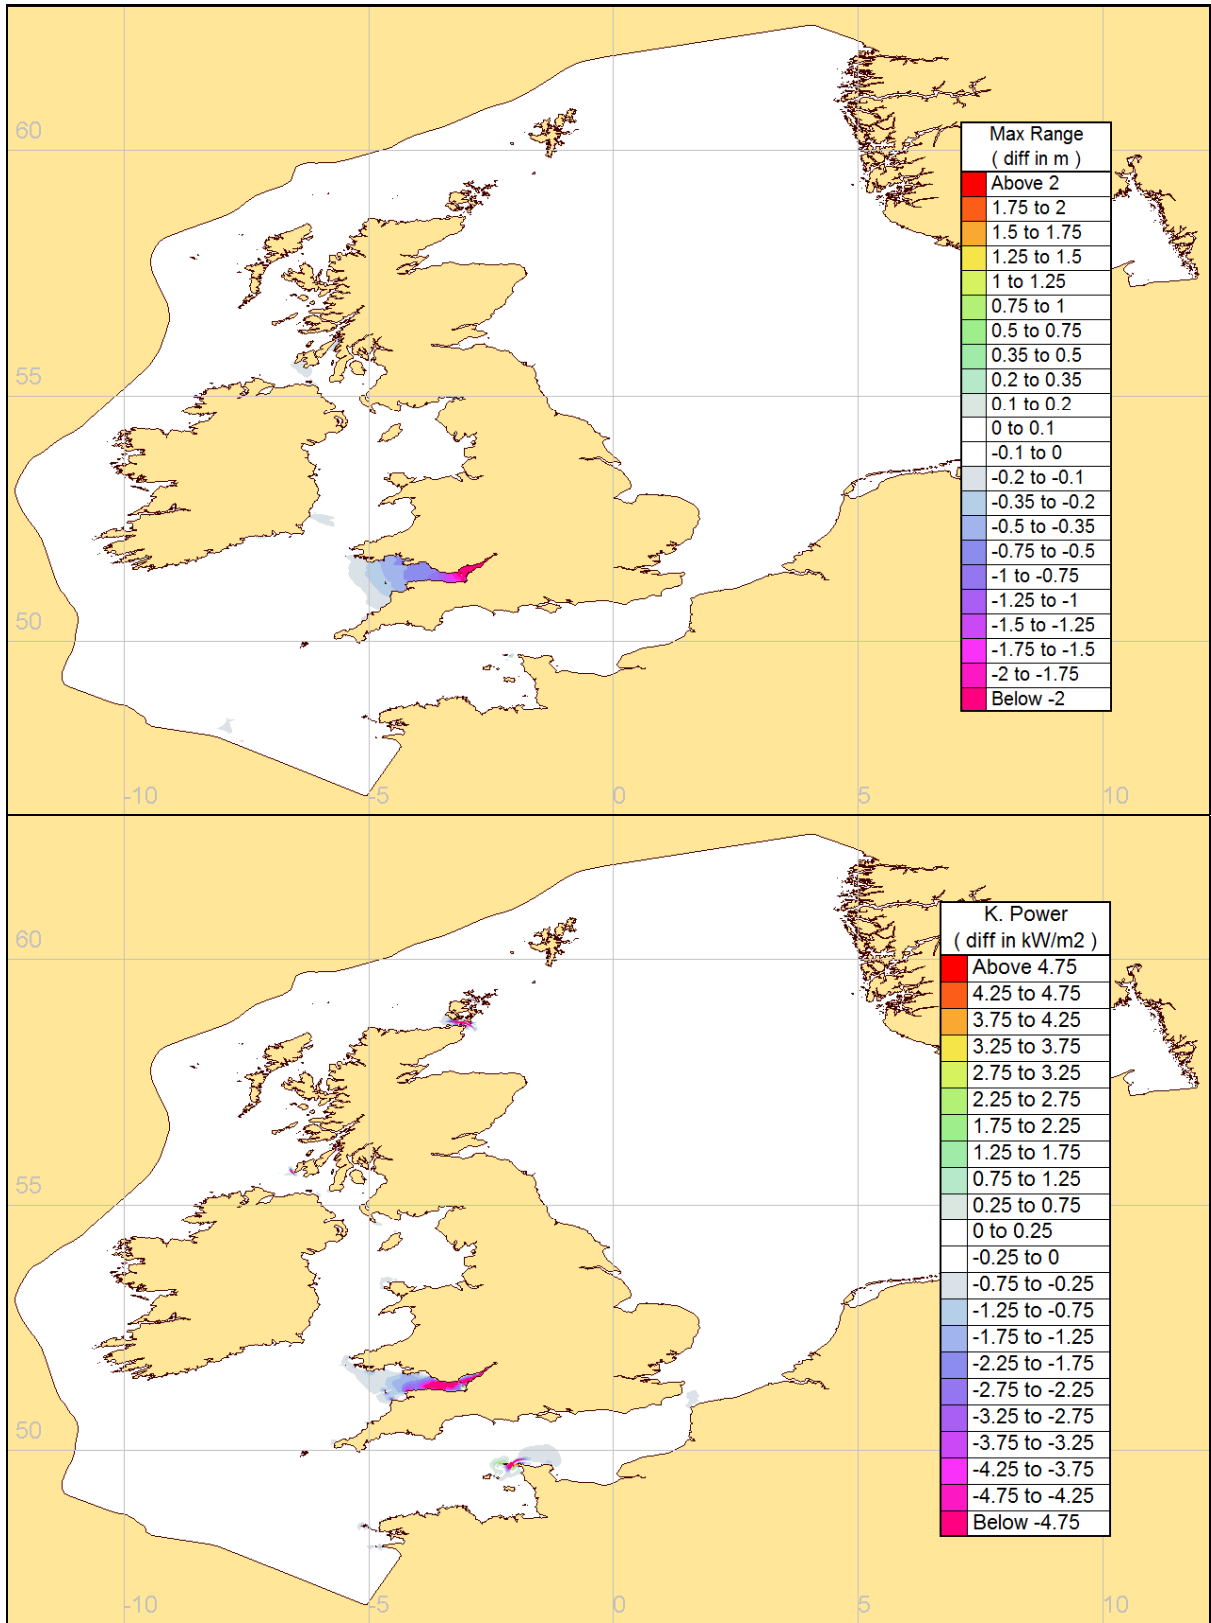 60
55
50
-10
-5
0
5
10
Max Range
( diff in m )
Above 2
1.75 to 2
1.5 to 1.75
1.25 to 1.5
1 to 1.25
0.75 to 1
0.5 to 0.75
0.35 to 0.5
0.2 to 0.35
0.1 to 0.2
0 to 0.1
-0.1 to 0
-0.2 to -0.1
-0.35 to -0.2
-0.5 to -0.35
-0.75 to -0.5
-1 to -0.75
-1.25 to -1
-1.5 to -1.25
-1.75 to -1.5
-2 to -1.75
Below -2
60
55
50
-10
-5
0
5
10
K. Power
( diff in kW/m2 )
Above 4.75
4.25 to 4.75
3.75 to 4.25
3.25 to 3.75
2.75 to 3.25
2.25 to 2.75
1.75 to 2.25
1.25 to 1.75
0.75 to 1.25
0.25 to 0.75
0 to 0.25
-0.25 to 0
-0.75 to -0.25
-1.25 to -0.75
-1.75 to -1.25
-2.25 to -1.75
-2.75 to -2.25
-3.25 to -2.75
-3.75 to -3.25
-4.25 to -3.75
-4.75 to -4.25
Below -4.75